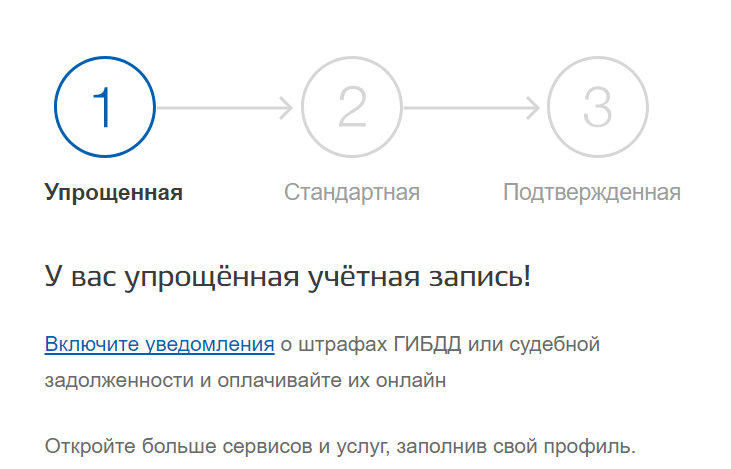 1 2 3
Упрощенная Стандартная Подтвержденная
У вас упрощённая учётная запись!
Включите уведомления о штрафах ГИБДД или судебной
задолженности и оплачивайте их онлайн
Откройте больше сервисов и услуг, заполнив свой профиль.